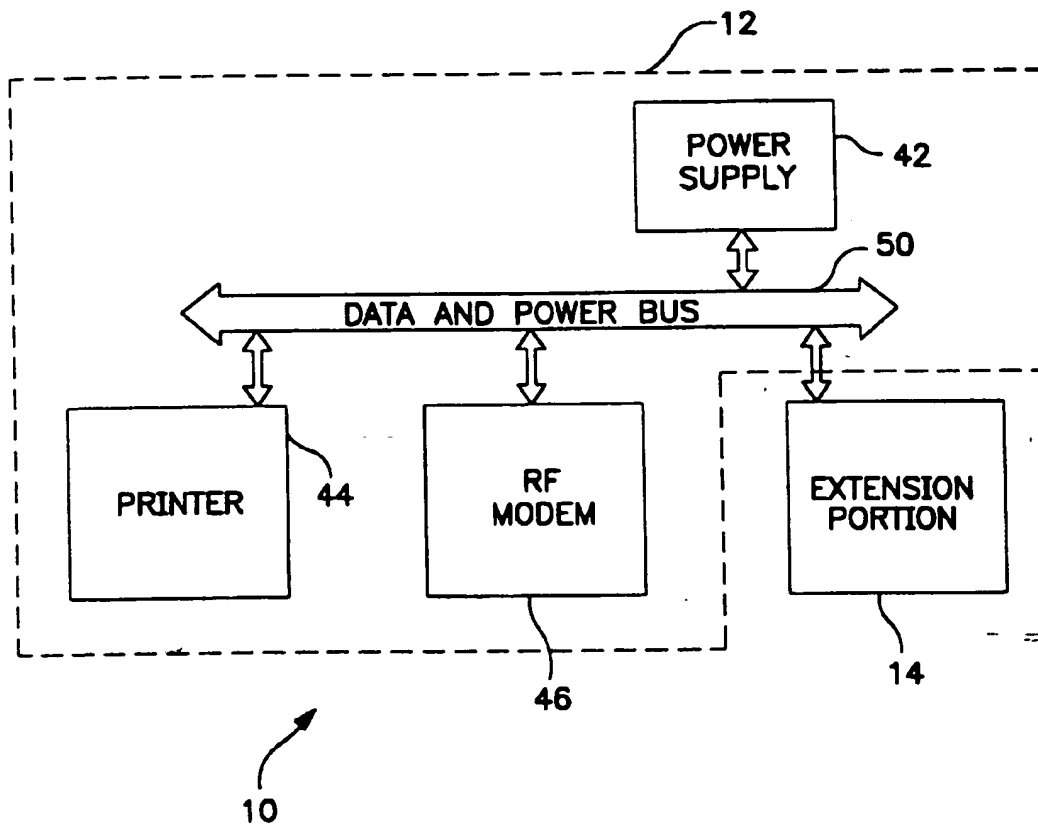 12
POWER
SUPPLY
42
50
DATA AND POWER BUS
PRINTER
44
RF
MODEM
EXTENSION
PORTION
46
14
10